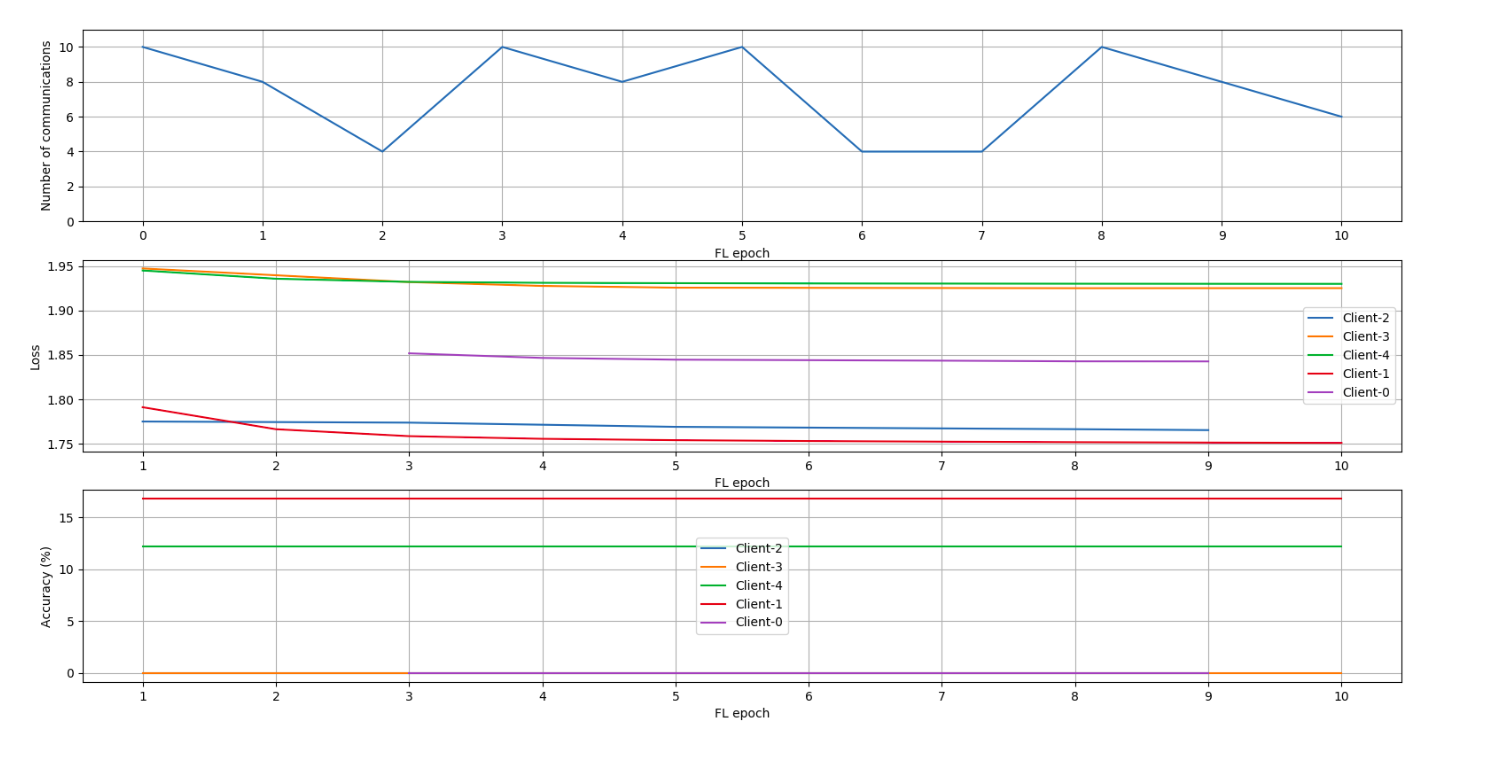 10
8
6
4
2
0
Number of communications
0 1 2 3 4 5 6 7 8 9 10
FL epoch
1.95
1.90
1.85
1.80
1.75
Loss
Client-2
Client-3
Client-4
Client-1
Client-0
1 2 3 4 5 6 7 8 9 10
FL epoch
15
10
5
0
Accuracy (%)
Client-2
Client-3
Client-4
Client-1
Client-0
1 2 3 4 5 6 7 8 9 10
FL epoch